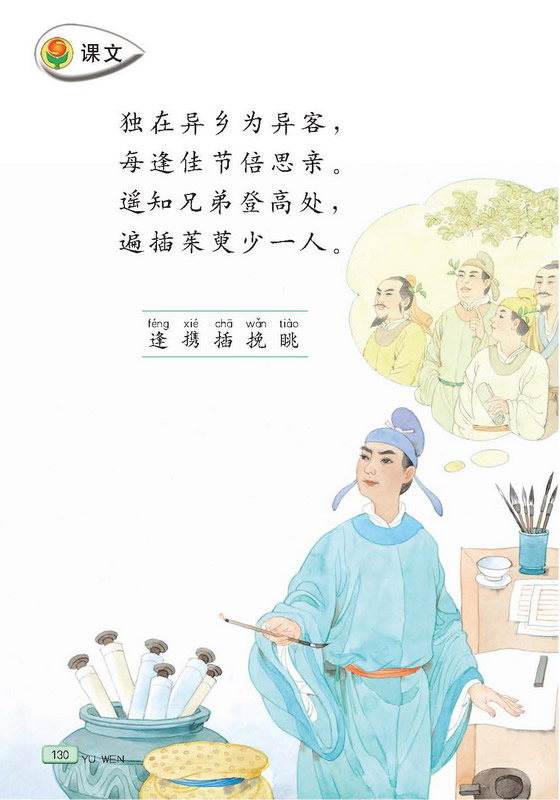 课文
独在异乡为异客，
每逢佳节倍思亲。
遥知兄弟登高处，
遍插茱萸少一人。
féng xié chā wǎn tiào
逢 携 插 挽 眺
130 YU WEN